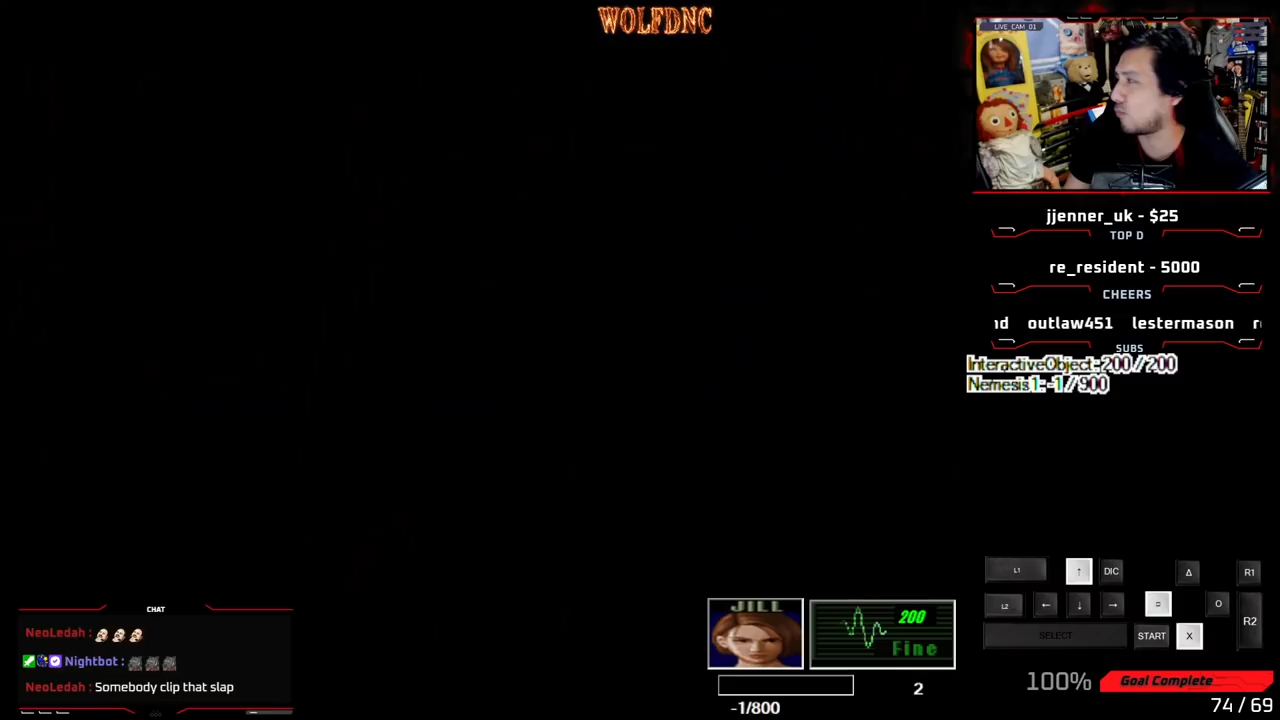 WOLFDNC
LIVE CAM 01
jjenner_uk - $25
TOP D
re_resident - 5000
CHEERS
nd outlaw451 lestermason r
SUBS
InteractiveObject: 200 / 200
Nemesis1: -1 / 900
L1 ↑ DIC Δ R1
L2 ← ↓ → □ O R2
SELECT START X
CHAT
NeoLedah :
Nightbot :
NeoLedah : Somebody clip that slap
JILL
200
Fine
2
-1/800
100% Goal Complete
74 / 69